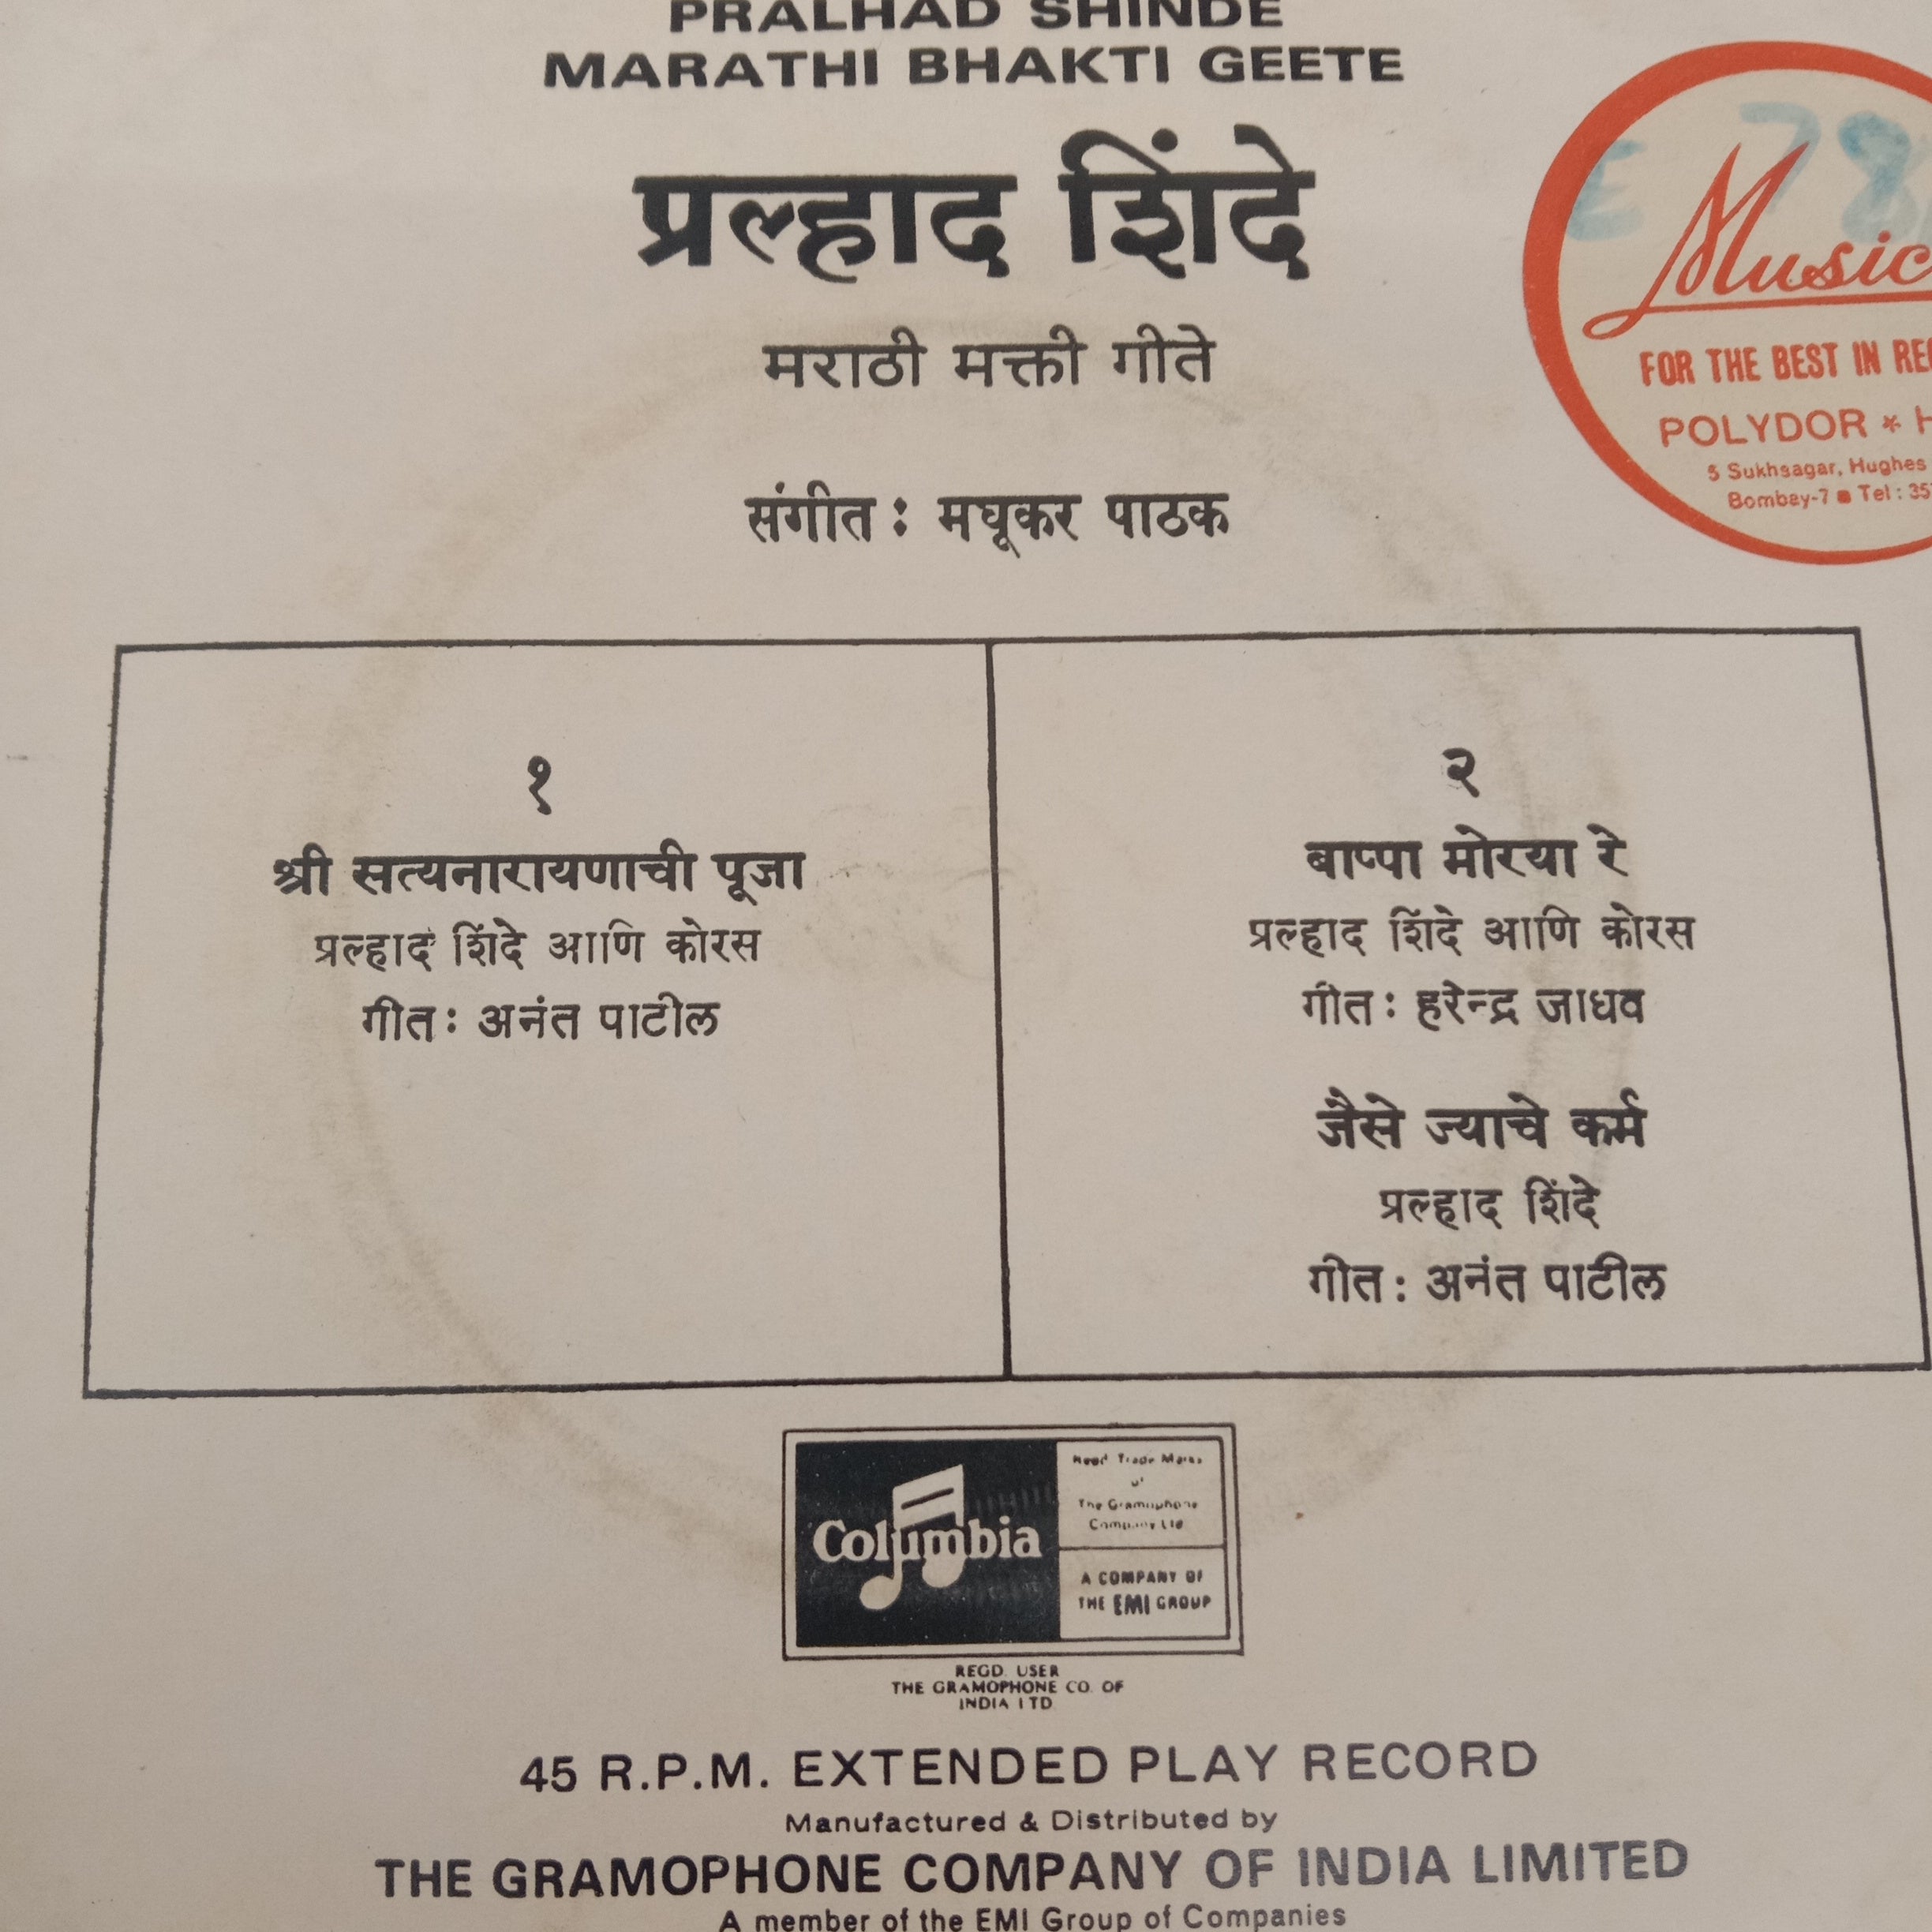 PRALHAD SHINDE
MARATHI BHAKTI GEETE
प्रल्हाद शिंदे
मराठी भक्ती गीते
संगीत : मधूकर पाठक
E 78
Music
FOR THE BEST IN
POLYDOR *
5 Sukhsagar, Hughes
Bombay-7 ■ Tel : 35
१
श्री सत्यनारायणाची पूजा
प्रल्हाद शिंदे आणि कोरस
गीत : अनंत पाटील
२
बाप्पा मोरया रे
प्रल्हाद शिंदे आणि कोरस
गीत : हरेन्द्र जाधव
जैसे ज्याचे कर्म
प्रल्हाद शिंदे
गीत : अनंत पाटील
Columbia
Regd Trade Marks
of
The Gramophone
Company Ltd
A COMPANY OF
THE EMI GROUP
REGD. USER
THE GRAMOPHONE CO. OF
INDIA LTD
45 R.P.M. EXTENDED PLAY RECORD
Manufactured & Distributed by
THE GRAMOPHONE COMPANY OF INDIA LIMITED
A member of the EMI Group of Companies